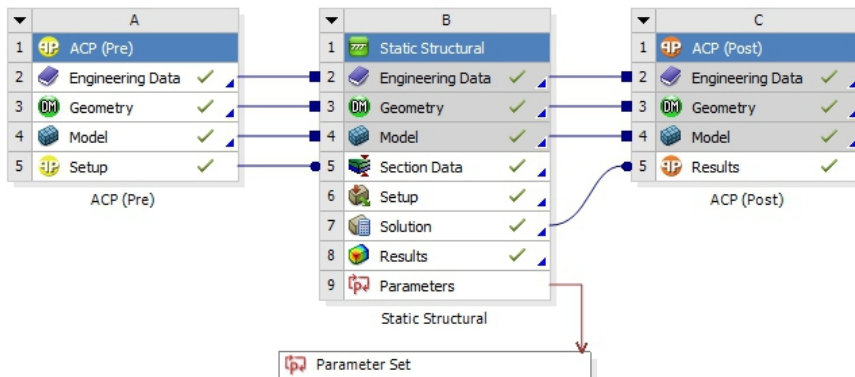 A
1 ACP (Pre)
2 Engineering Data
3 Geometry
4 Model
5 Setup
ACP (Pre)
B
1 Static Structural
2 Engineering Data
3 Geometry
4 Model
5 Section Data
6 Setup
7 Solution
8 Results
9 Parameters
Static Structural
C
1 ACP (Post)
2 Engineering Data
3 Geometry
4 Model
5 Results
ACP (Post)
Parameter Set